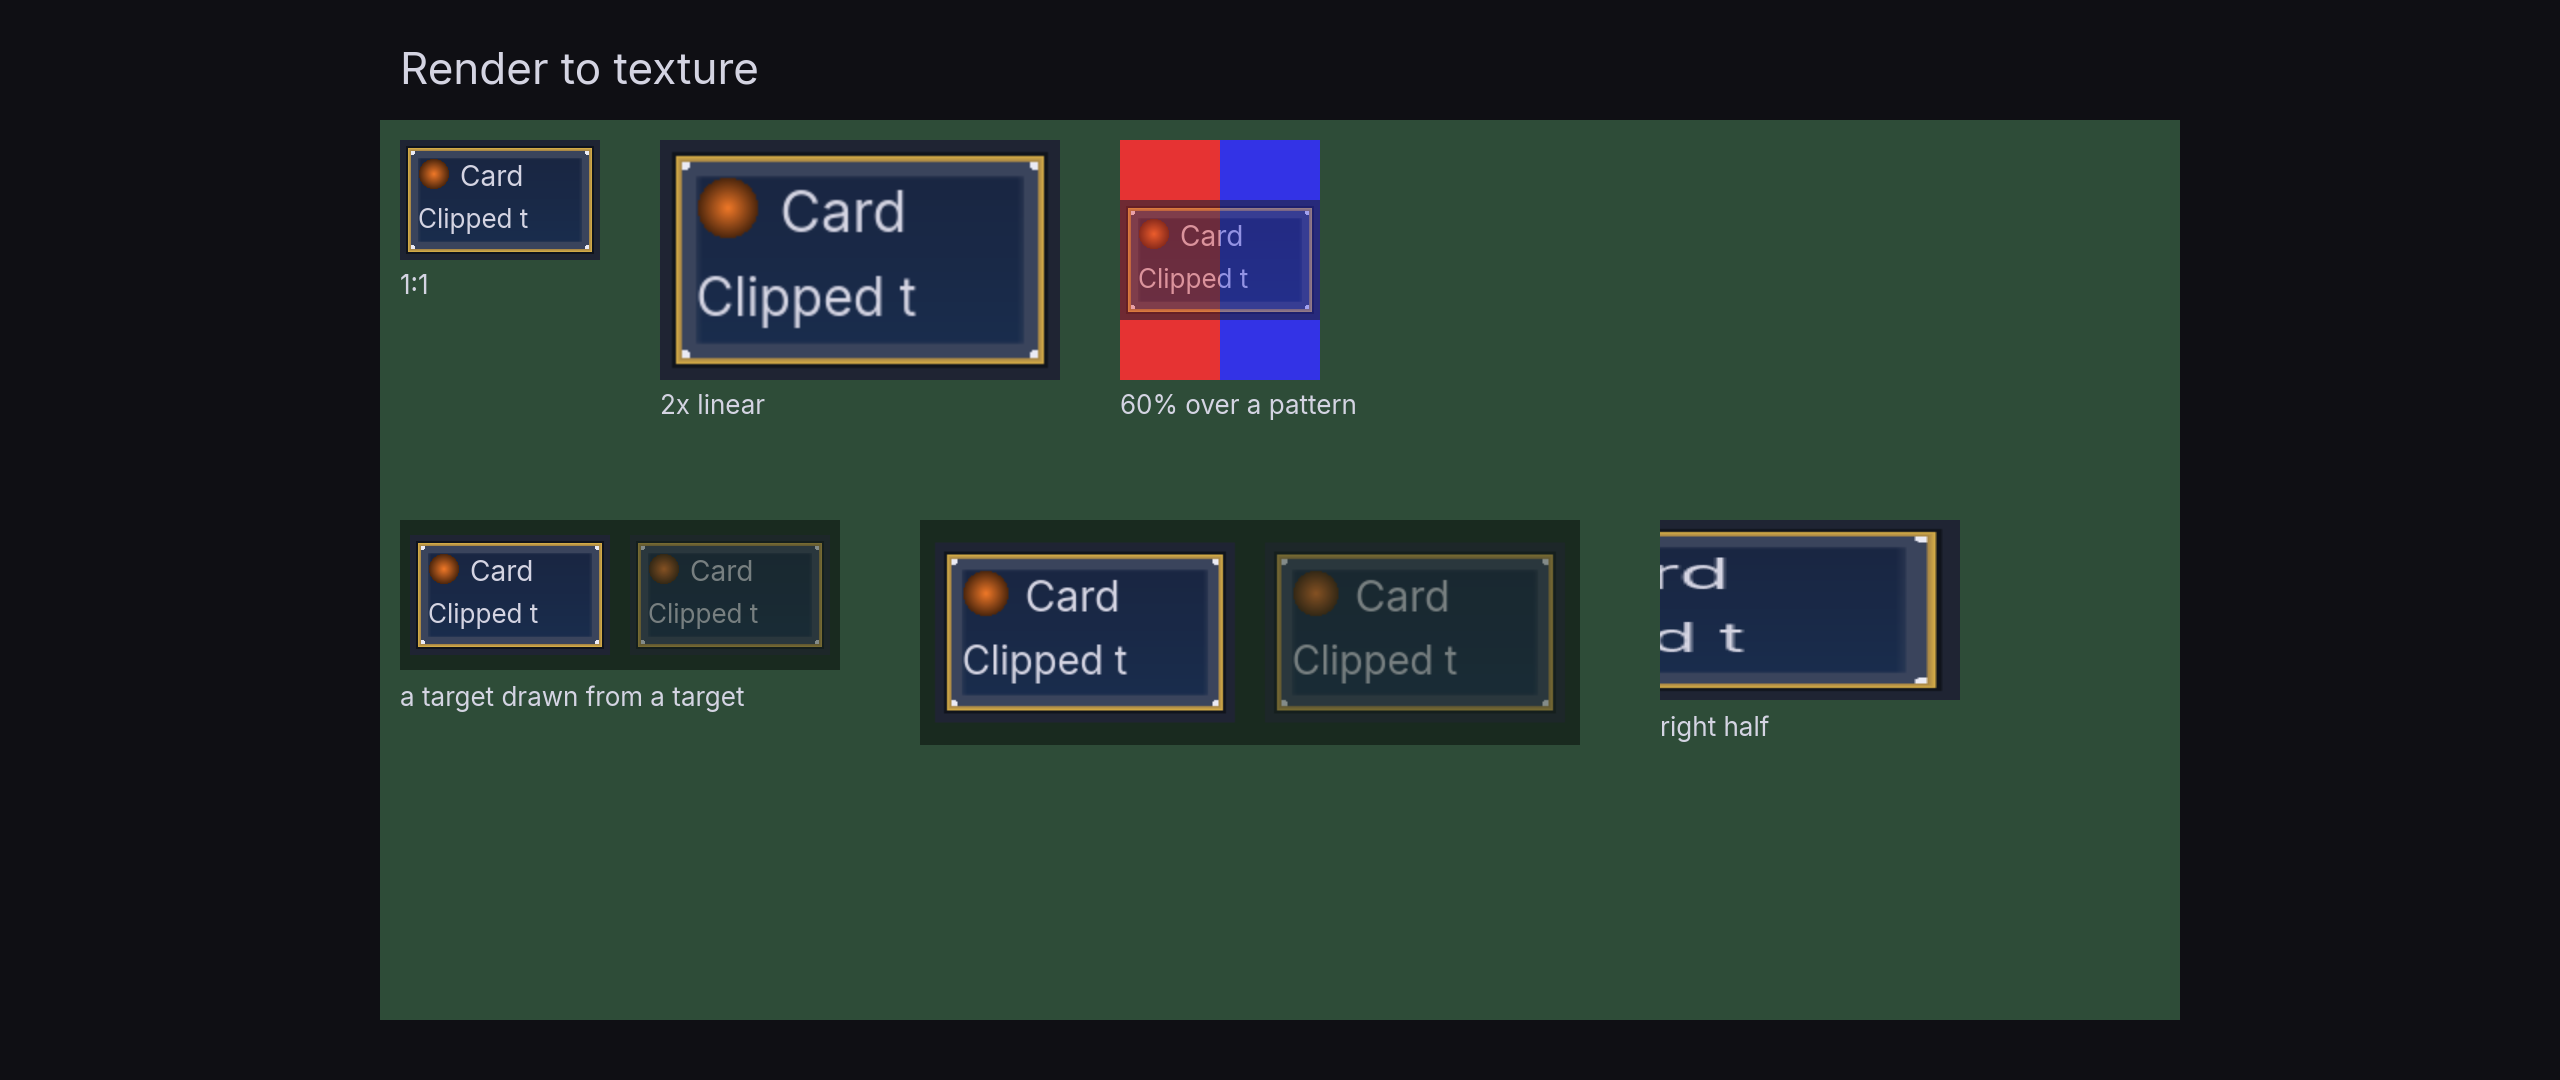 Render to texture
Card
Clipped t
1:1
Card
Clipped t
2x linear
Card
Clipped t
60% over a pattern
Card
Clipped t
Card
Clipped t
a target drawn from a target
Card
Clipped t
Card
Clipped t
rd
d t
right half